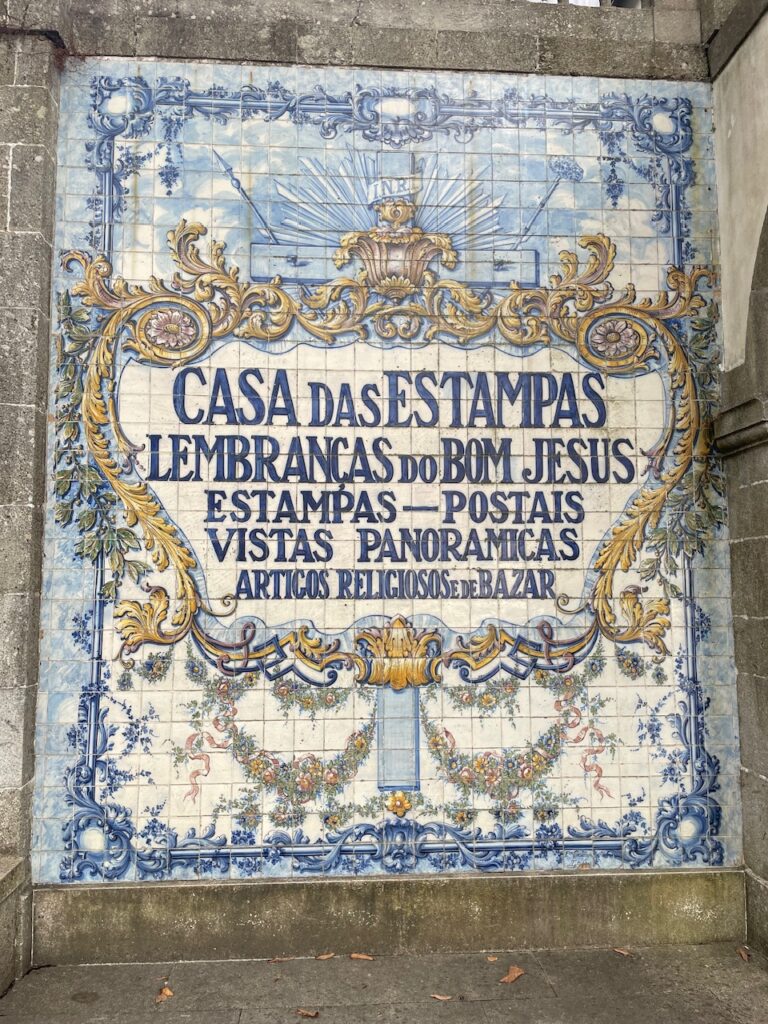 INRI
CASA DAS ESTAMPAS
LEMBRANÇAS DO BOM JESUS
ESTAMPAS — POSTAIS
VISTAS PANORAMICAS
ARTIGOS RELIGIOSOS E DE BAZAR